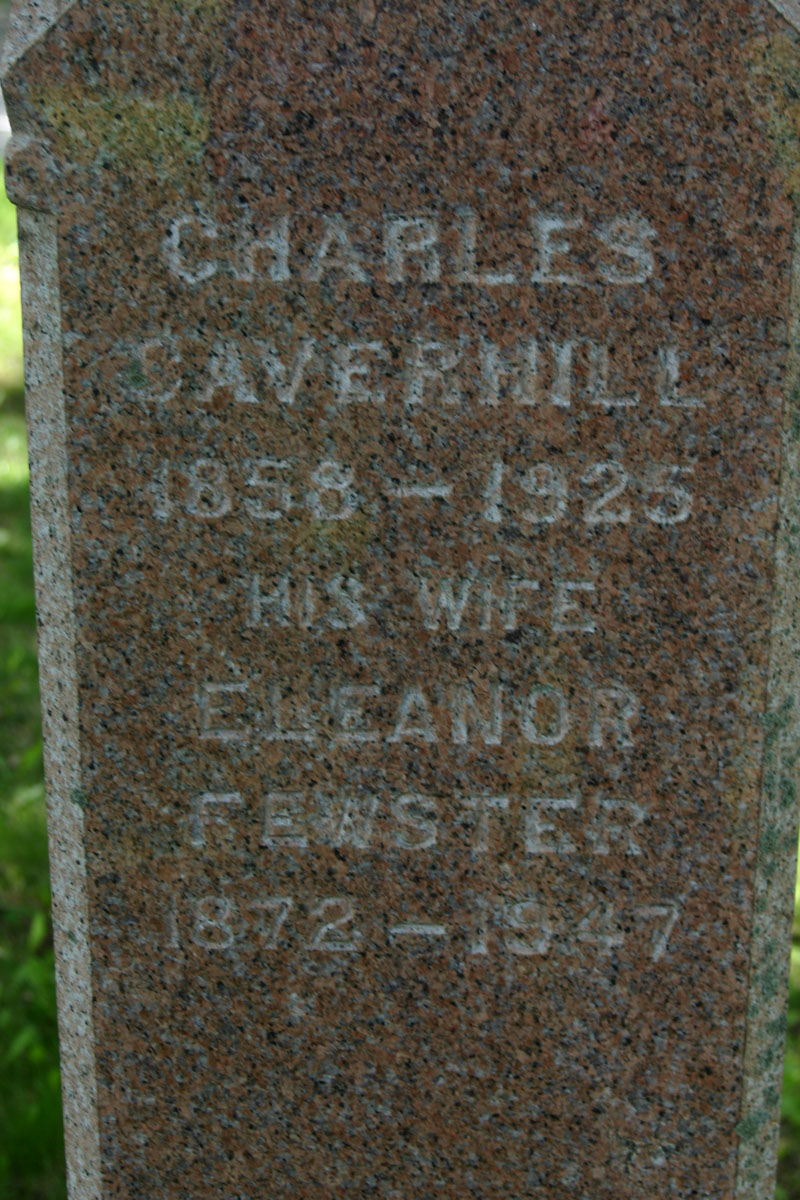 CHARLES
CAVERHILL
1858 – 1925
HIS WIFE
ELEANOR
FEWSTER
1872 – 1947